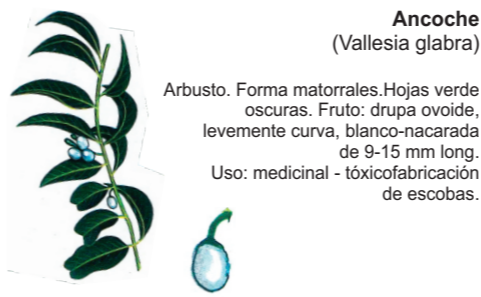 Ancoche
(Vallesia glabra)
Arbusto. Forma matorrales.Hojas verde
oscuras. Fruto: drupa ovoide,
levemente curva, blanco-nacarada
de 9-15 mm long.
Uso: medicinal - tóxicofabricación
de escobas.